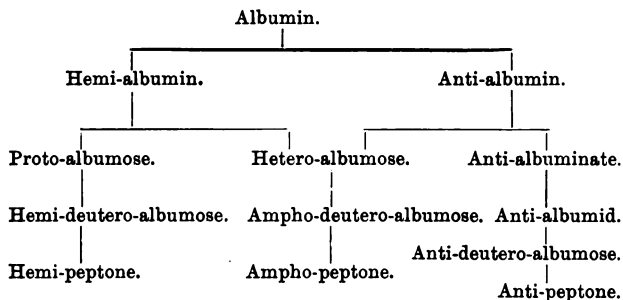 Albumin.
Hemi-albumin. Anti-albumin.
Proto-albumose. Hetero-albumose. Anti-albuminate.
Hemi-deutero-albumose. Ampho-deutero-albumose. Anti-albumid.
Anti-deutero-albumose.
Hemi-peptone. Ampho-peptone.
Anti-peptone.